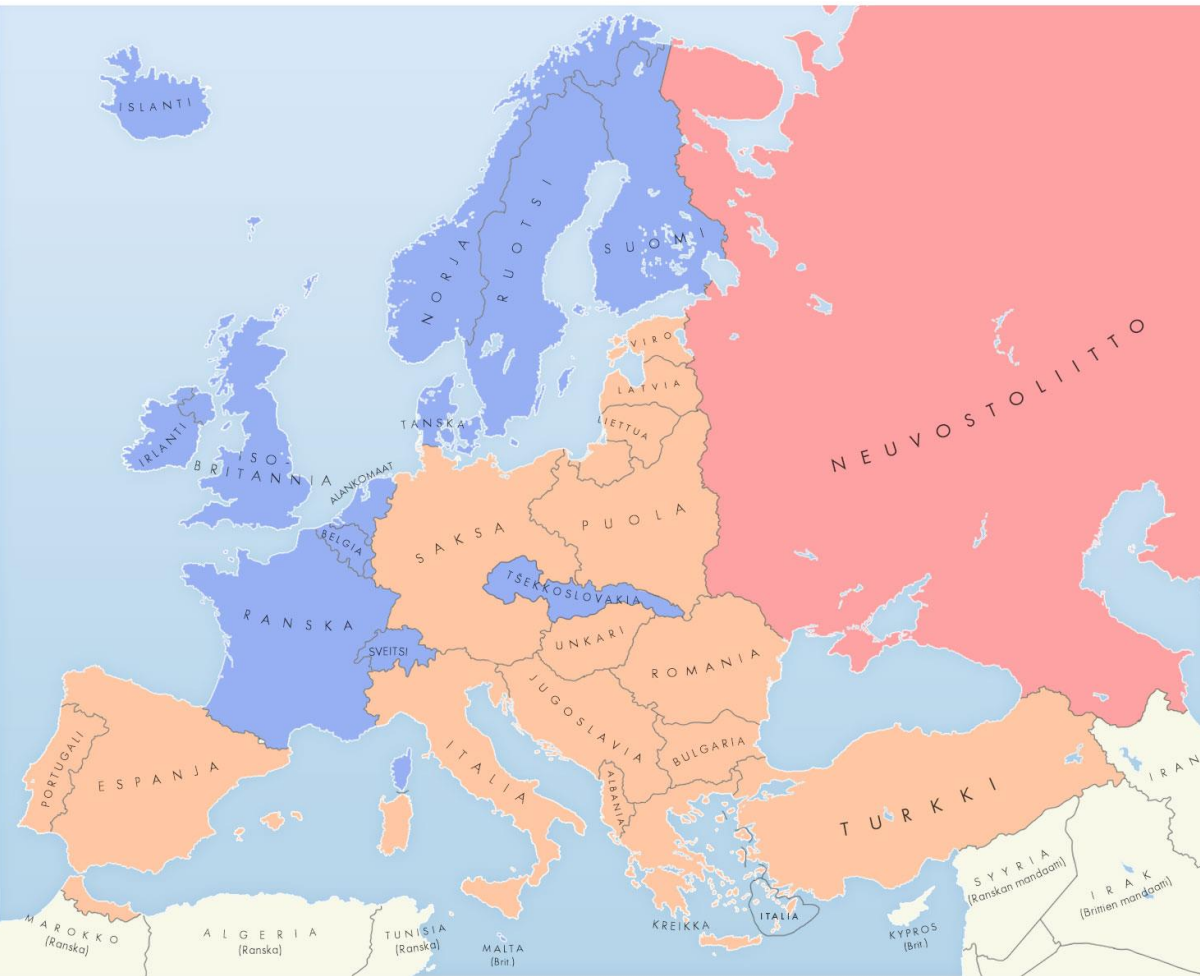 ISLANTI
NORJA
RUOTSI
SUOMI
NEUVOSTOLIITTO
VIRO
LATVIA
LIETTUA
TANSKA
IRLANTI
ISO-
BRITANNIA
ALANKOMAAT
BELGIA
SAKSA
PUOLA
TŠEKKOSLOVAKIA
RANSKA
SVEITSI
UNKARI
ROMANIA
JUGOSLAVIA
BULGARIA
ITALIA
ALBANIA
PORTUGALI
ESPANJA
TURKKI
IRAN
SYYRIA
(Ranskan mandaatti)
IRAK
(Brittien mandaatti)
KREIKKA
ITALIA
KYPROS
(Brit.)
MAROKKO
(Ranska)
ALGERIA
(Ranska)
TUNISIA
(Ranska)
MALTA
(Brit.)